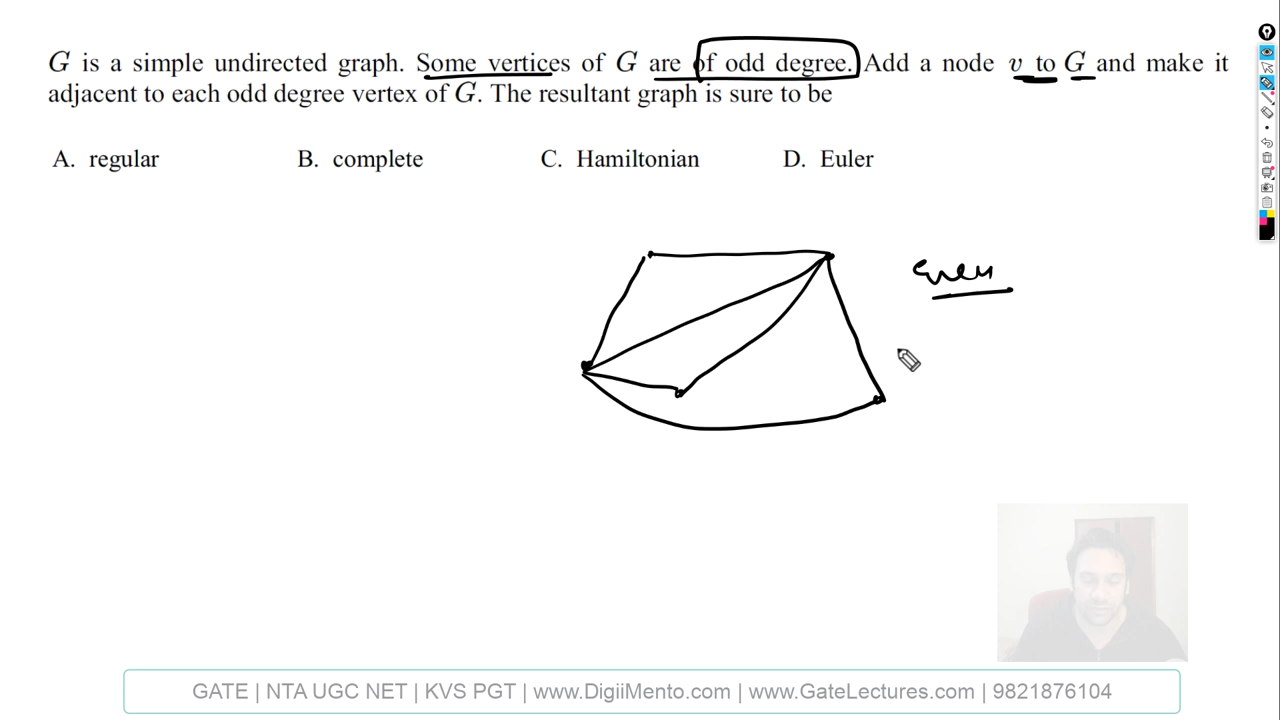 G is a simple undirected graph. Some vertices of G are of odd degree. Add a node v to G and make it
adjacent to each odd degree vertex of G. The resultant graph is sure to be
A. regular B. complete C. Hamiltonian D. Euler
even
GATE | NTA UGC NET | KVS PGT | www.DigiiMento.com | www.GateLectures.com | 9821876104